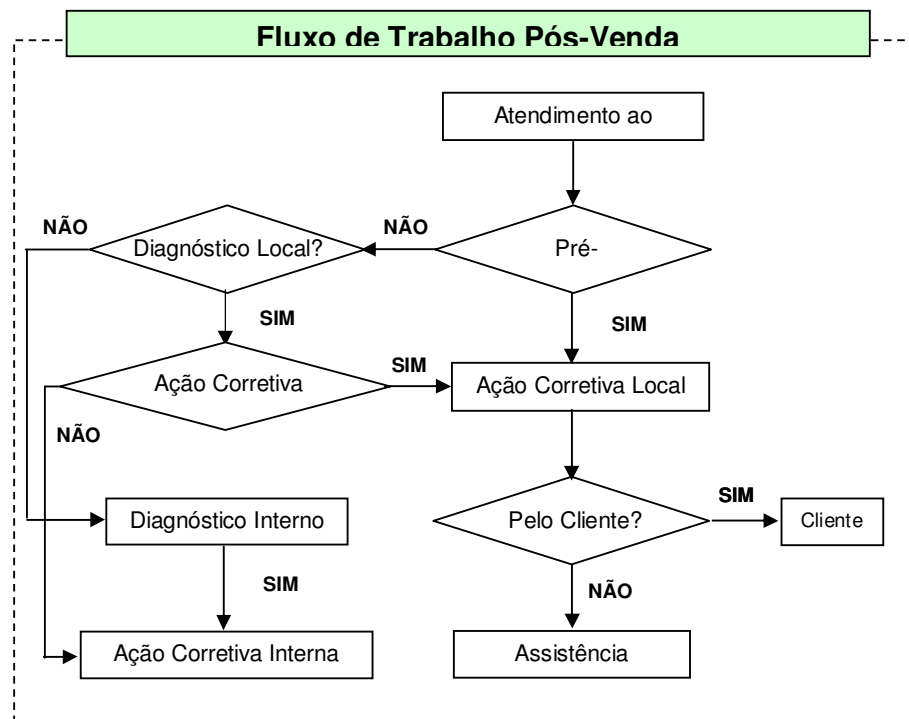 Fluxo de Trabalho Pós-Venda
Atendimento ao
NÃO
NÃO
Diagnóstico Local?
Pré-
SIM
SIM
Ação Corretiva
SIM
Ação Corretiva Local
NÃO
Diagnóstico Interno
Pelo Cliente?
SIM
Cliente
SIM
NÃO
Ação Corretiva Interna
Assistência